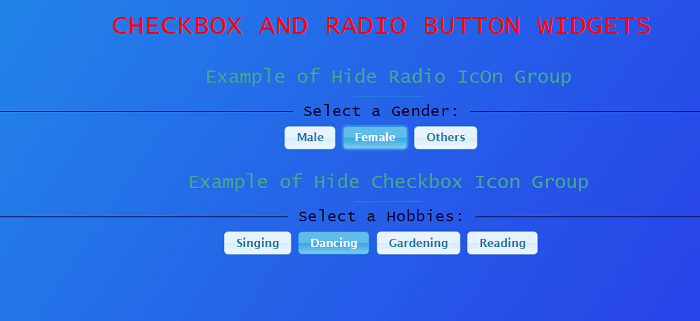 CHECKBOX AND RADIO BUTTON WIDGETS
Example of Hide Radio IcOn Group
Select a Gender:
Male Female Others
Example of Hide Checkbox Icon Group
Select a Hobbies:
Singing Dancing Gardening Reading